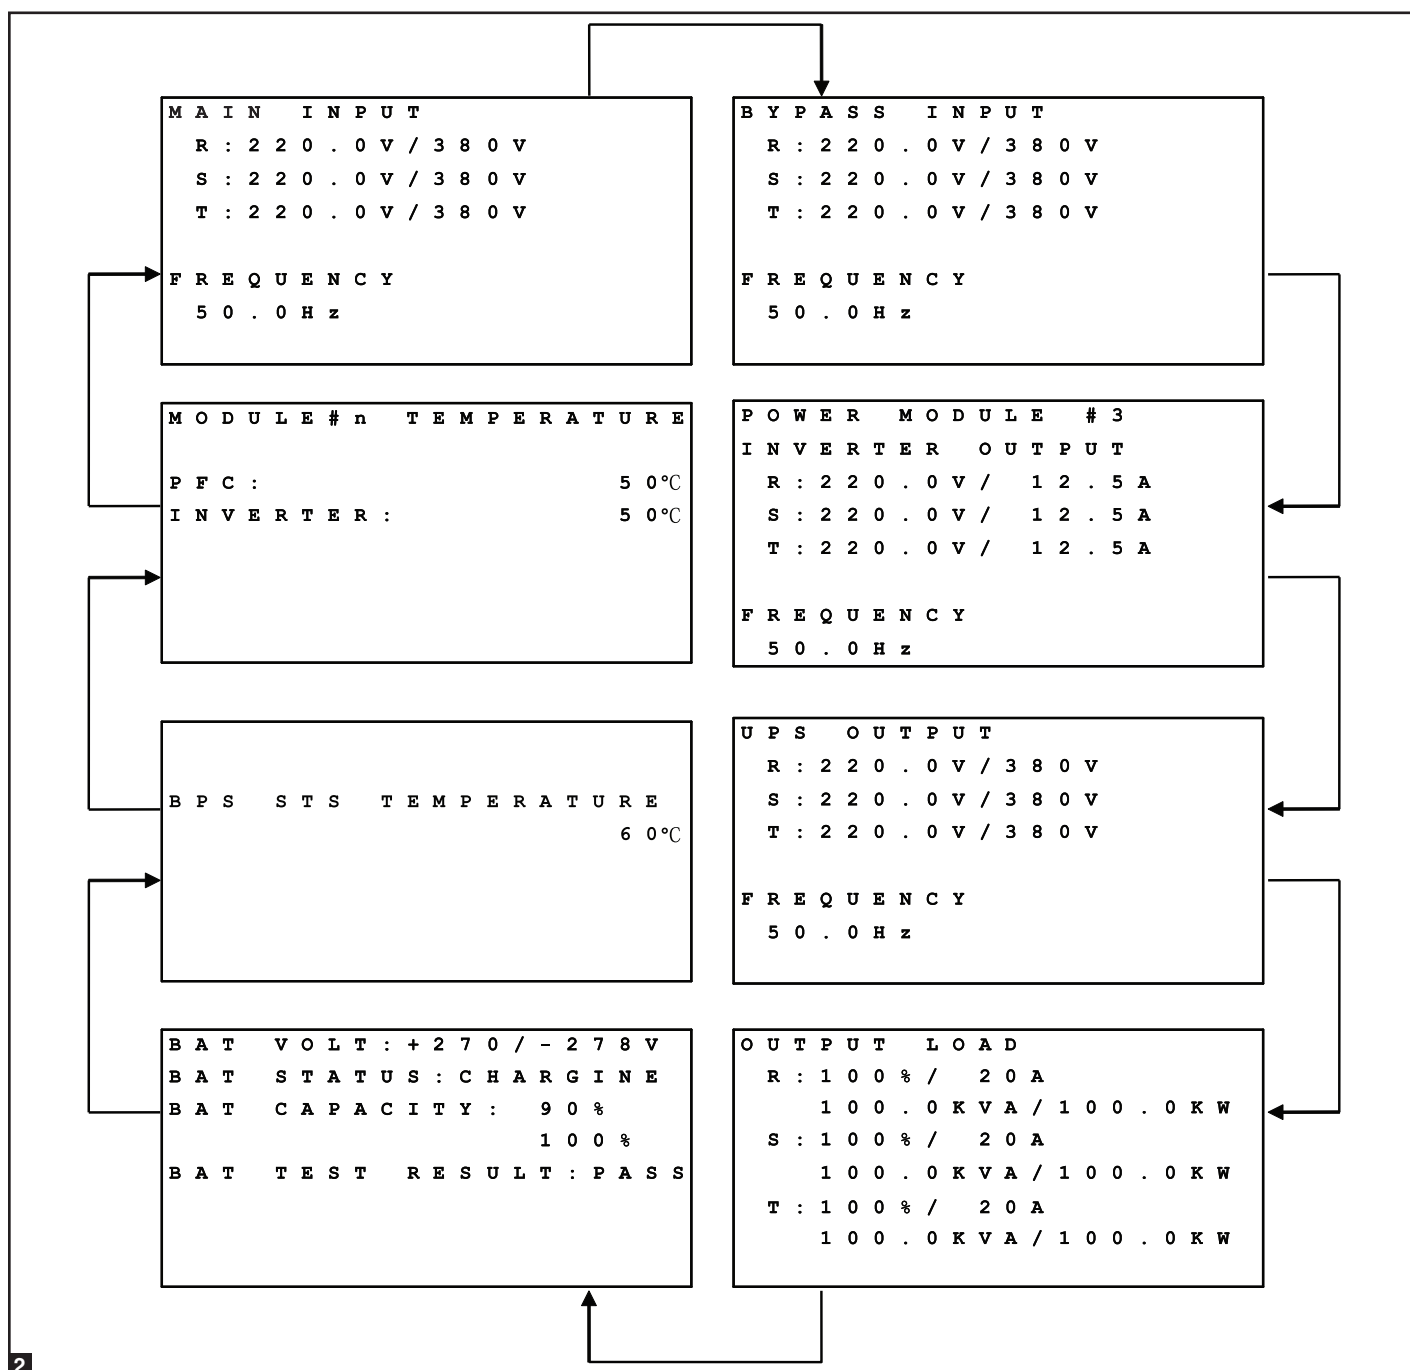 MAIN INPUT
R:220.0V/380V
S:220.0V/380V
T:220.0V/380V
FREQUENCY
50.0Hz
BYPASS INPUT
R:220.0V/380V
S:220.0V/380V
T:220.0V/380V
FREQUENCY
50.0Hz
MODULE#n TEMPERATURE
PFC: 50℃
INVERTER: 50℃
POWER MODULE #3
INVERTER OUTPUT
R:220.0V/ 12.5A
S:220.0V/ 12.5A
T:220.0V/ 12.5A
FREQUENCY
50.0Hz
BPS STS TEMPERATURE
60℃
UPS OUTPUT
R:220.0V/380V
S:220.0V/380V
T:220.0V/380V
FREQUENCY
50.0Hz
BAT VOLT:+270/-278V
BAT STATUS:CHARGINE
BAT CAPACITY: 90%
100%
BAT TEST RESULT:PASS
OUTPUT LOAD
R:100%/ 20A
100.0KVA/100.0KW
S:100%/ 20A
100.0KVA/100.0KW
T:100%/ 20A
100.0KVA/100.0KW
2